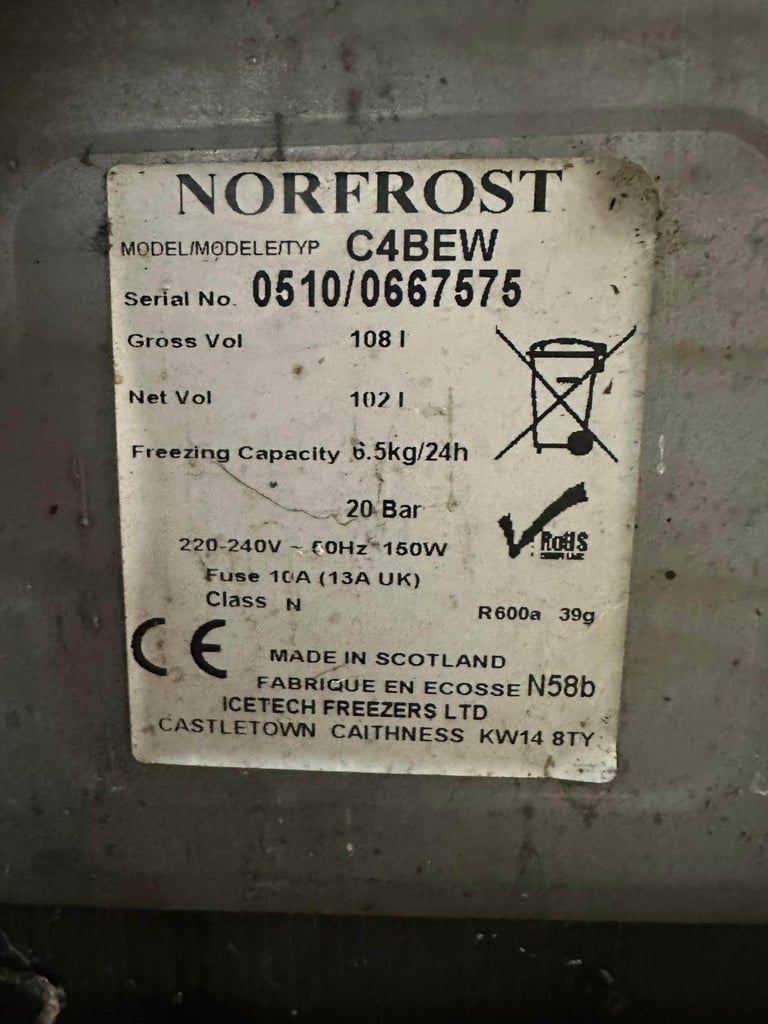 NORFROST
MODEL/MODELE/TYP C4BEW
Serial No. 0510/0667575
Gross Vol 108 l
Net Vol 102 l
Freezing Capacity 6.5kg/24h
20 Bar
220-240V ~ 50Hz 150W
RoHS
Fuse 10A (13A UK)
Class N
R600a 39g
CE
MADE IN SCOTLAND
FABRIQUE EN ECOSSE N58b
ICETECH FREEZERS LTD
CASTLETOWN CAITHNESS KW14 8TY